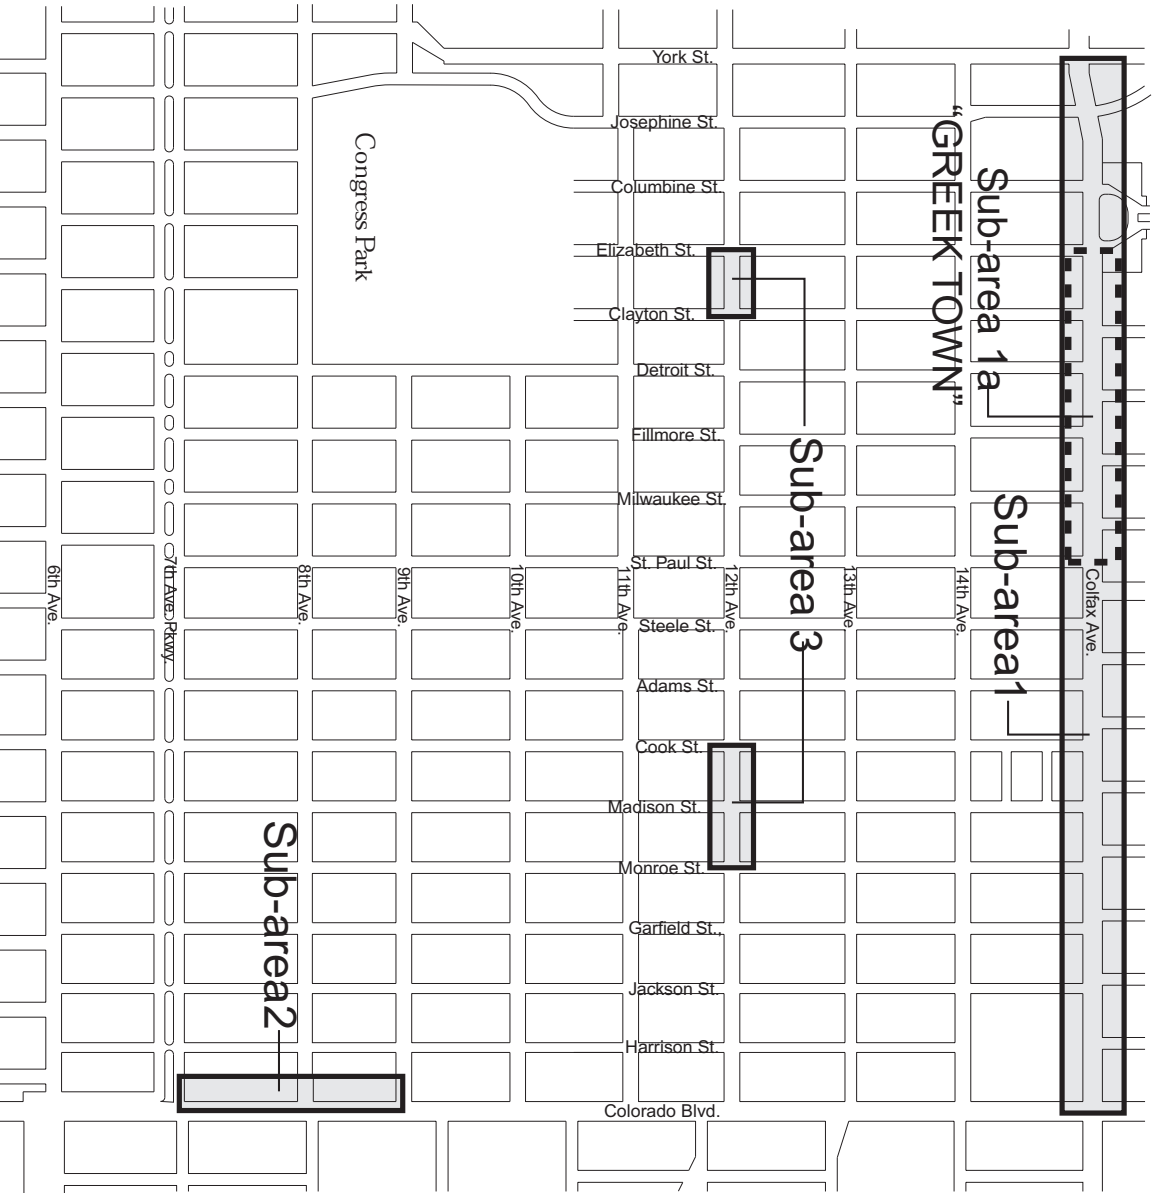 York St.
Josephine St.
Columbine St.
Elizabeth St.
Clayton St.
Detroit St.
Fillmore St.
Milwaukee St.
St. Paul St.
Steele St.
Adams St.
Cook St.
Madison St.
Monroe St.
Garfield St.,
Jackson St.
Harrison St.
Colorado Blvd.
Congress Park
Sub-area 1a
“GREEK TOWN”
Sub-area 3
Sub-area1
Sub-area2
6th Ave.
7th Ave. Pkwy.
8th Ave.
9th Ave.
10th Ave.
11th Ave.
12th Ave.
13th Ave.
14th Ave.
Colfax Ave.